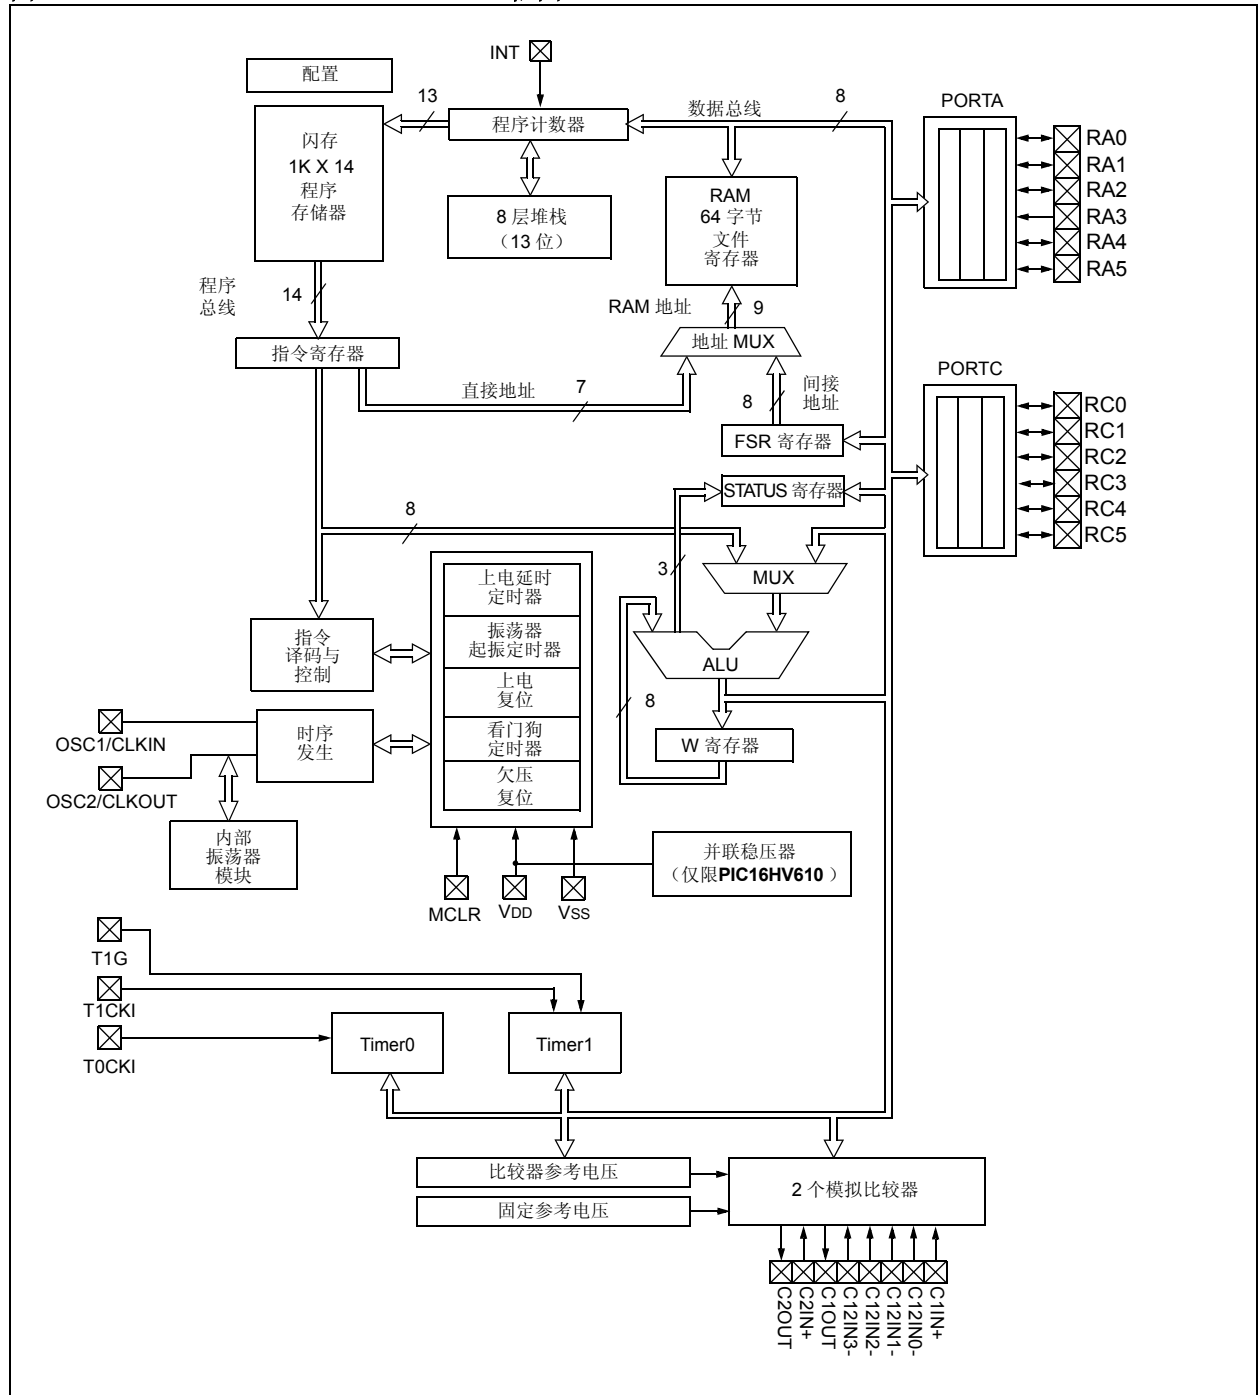 INT
配置
13
程序计数器
数据总线
8
PORTA
闪存
1K X 14
程序
存储器
8 层堆栈
（13 位）
RAM
64 字节
文件
寄存器
RA0
RA1
RA2
RA3
RA4
RA5
程序
总线
14
RAM 地址
9
指令寄存器
地址 MUX
直接地址
7
间接
地址
8
FSR 寄存器
PORTC
RC0
RC1
RC2
RC3
RC4
RC5
STATUS 寄存器
8
3
MUX
上电延时
定时器
振荡器
起振定时器
上电
复位
看门狗
定时器
欠压
复位
指令
译码与
控制
ALU
8
W 寄存器
OSC1/CLKIN
时序
发生
OSC2/CLKOUT
内部
振荡器
模块
并联稳压器
（仅限PIC16HV610 ）
MCLR
VDD
VSS
T1G
T1CKI
T0CKI
Timer0
Timer1
比较器参考电压
固定参考电压
2 个模拟比较器
C2OUT
C2IN+
C1OUT
C12IN3-
C12IN2-
C12IN1-
C12IN0-
C1IN+